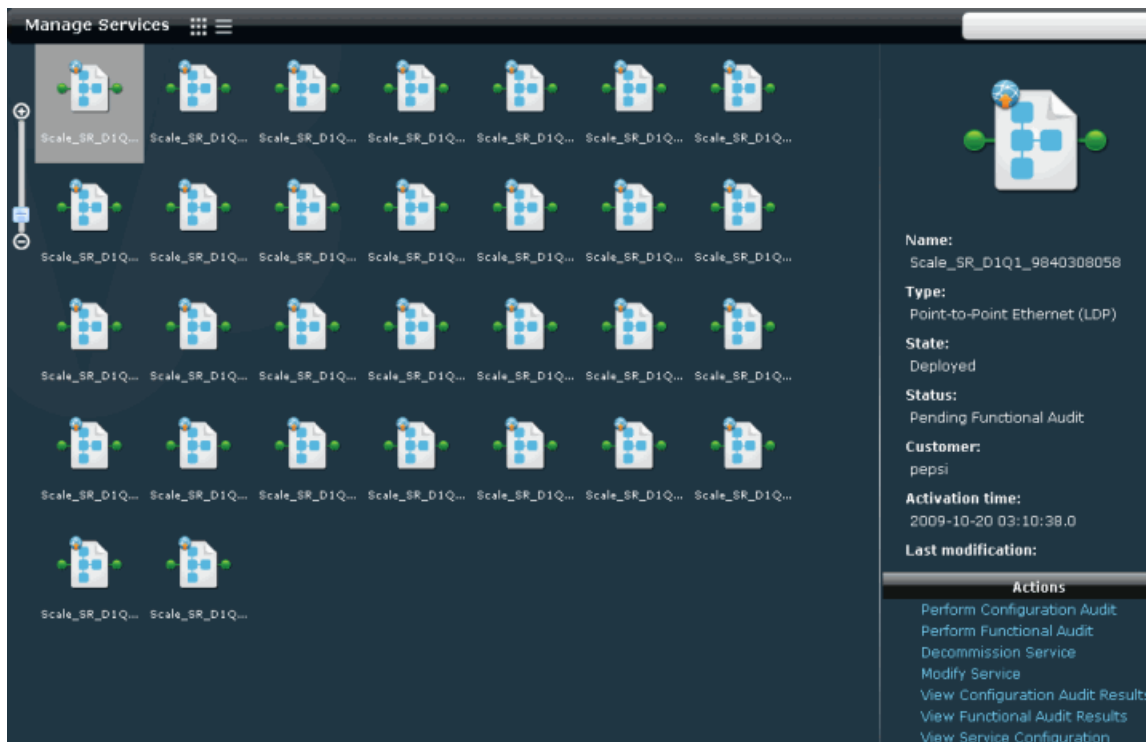 Manage Services
Scale_SR_D1Q... Scale_SR_D1Q... Scale_SR_D1Q... Scale_SR_D1Q... Scale_SR_D1Q... Scale_SR_D1Q... Scale_SR_D1Q...
Scale_SR_D1Q... Scale_SR_D1Q... Scale_SR_D1Q... Scale_SR_D1Q... Scale_SR_D1Q... Scale_SR_D1Q... Scale_SR_D1Q...
Scale_SR_D1Q... Scale_SR_D1Q... Scale_SR_D1Q... Scale_SR_D1Q... Scale_SR_D1Q... Scale_SR_D1Q... Scale_SR_D1Q...
Scale_SR_D1Q... Scale_SR_D1Q... Scale_SR_D1Q... Scale_SR_D1Q... Scale_SR_D1Q... Scale_SR_D1Q... Scale_SR_D1Q...
Scale_SR_D1Q... Scale_SR_D1Q...
Name:
Scale_SR_D1Q1_9840308058
Type:
Point-to-Point Ethernet (LDP)
State:
Deployed
Status:
Pending Functional Audit
Customer:
pepsi
Activation time:
2009-10-20 03:10:38.0
Last modification:
Actions
Perform Configuration Audit
Perform Functional Audit
Decommission Service
Modify Service
View Configuration Audit Results
View Functional Audit Results
View Service Configuration